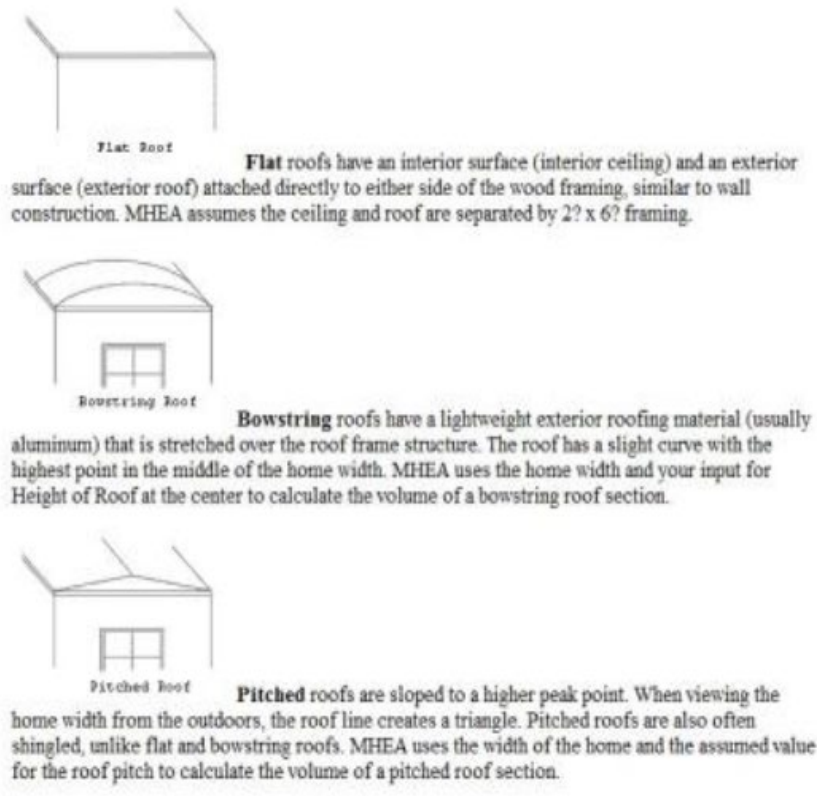 Flat Roof
Flat roofs have an interior surface (interior ceiling) and an exterior
surface (exterior roof) attached directly to either side of the wood framing, similar to wall
construction. MHEA assumes the ceiling and roof are separated by 2? x 6? framing.
Bowstring Roof
Bowstring roofs have a lightweight exterior roofing material (usually
aluminum) that is stretched over the roof frame structure. The roof has a slight curve with the
highest point in the middle of the home width. MHEA uses the home width and your input for
Height of Roof at the center to calculate the volume of a bowstring roof section.
Pitched Roof
Pitched roofs are sloped to a higher peak point. When viewing the
home width from the outdoors, the roof line creates a triangle. Pitched roofs are also often
shingled, unlike flat and bowstring roofs. MHEA uses the width of the home and the assumed value
for the roof pitch to calculate the volume of a pitched roof section.